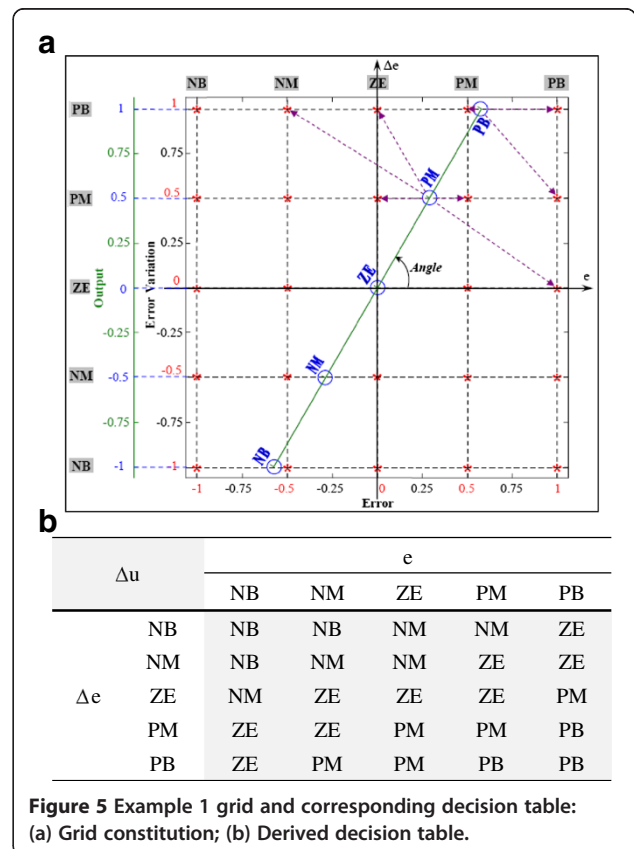 a
Δe
NB NM ZE PM PB
PB 1 1
PB
0.75 0.75
PM
PM 0.5 0.5
0.25 0.25
Angle
ZE
ZE 0 0 e
Output
Error Variation
-0.25 -0.25
NM
NM -0.5 -0.5
-0.75 -0.75
NB
NB -1 -1
-1 -0.75 -0.5 -0.25 0 0.25 0.5 0.75 1
Error
b
Δu e
NB NM ZE PM PB
NB NB NB NM NM ZE
NM NB NM NM ZE ZE
Δe ZE NM ZE ZE ZE PM
PM ZE ZE PM PM PB
PB ZE PM PM PB PB
Figure 5 Example 1 grid and corresponding decision table:
(a) Grid constitution; (b) Derived decision table.